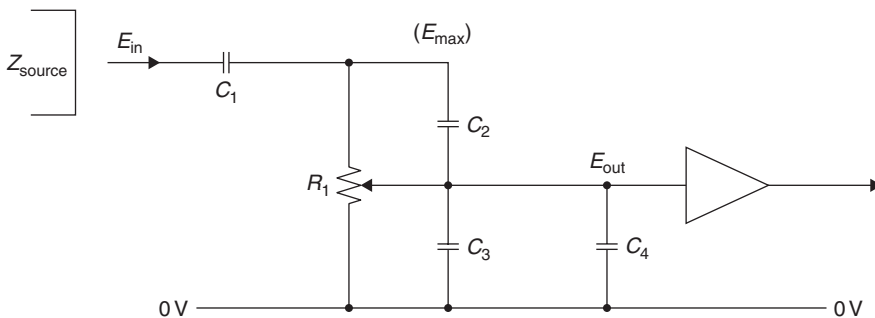 (E_max)
E_in
Z_source
C_1
C_2
E_out
R_1
C_3
C_4
0 V
0 V